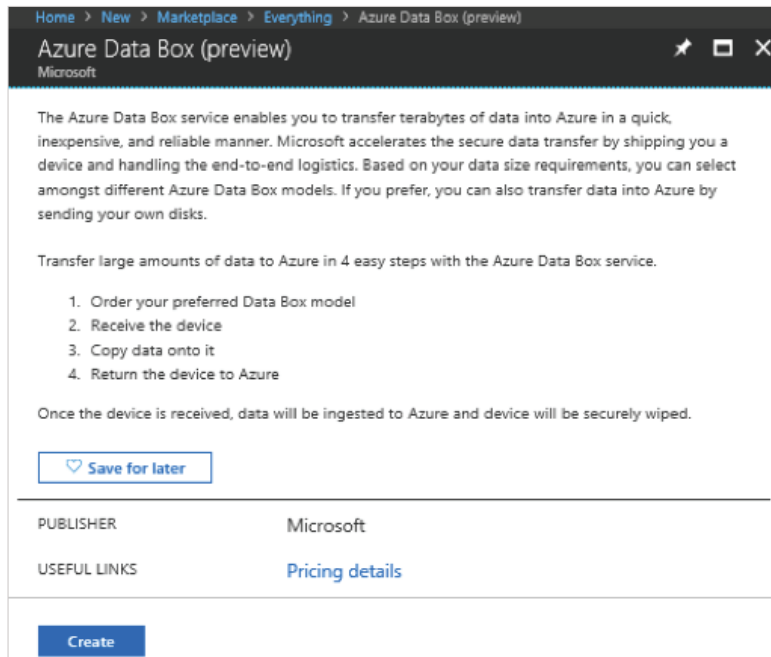 Home > New > Marketplace > Everything > Azure Data Box (preview)
Azure Data Box (preview)
Microsoft
The Azure Data Box service enables you to transfer terabytes of data into Azure in a quick,
inexpensive, and reliable manner. Microsoft accelerates the secure data transfer by shipping you a
device and handling the end-to-end logistics. Based on your data size requirements, you can select
amongst different Azure Data Box models. If you prefer, you can also transfer data into Azure by
sending your own disks.
Transfer large amounts of data to Azure in 4 easy steps with the Azure Data Box service.
1. Order your preferred Data Box model
2. Receive the device
3. Copy data onto it
4. Return the device to Azure
Once the device is received, data will be ingested to Azure and device will be securely wiped.
Save for later
PUBLISHER Microsoft
USEFUL LINKS Pricing details
Create